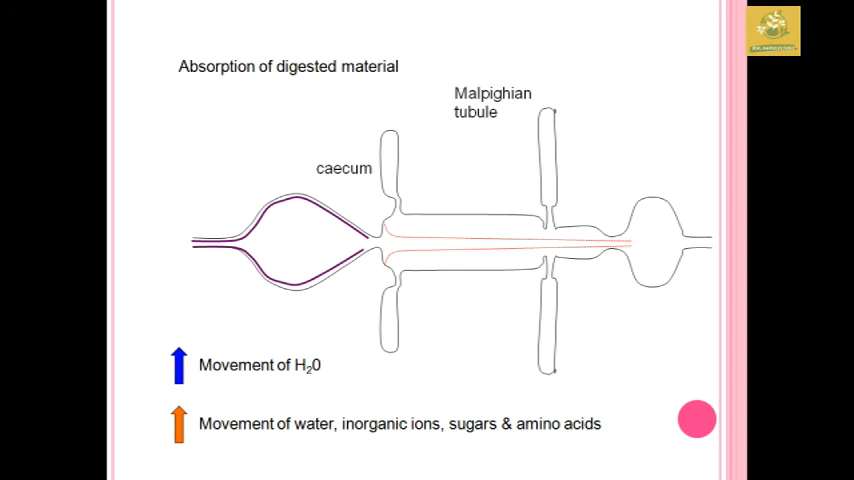 Absorption of digested material
Malpighian
tubule
caecum
Movement of H₂0
Movement of water, inorganic ions, sugars & amino acids